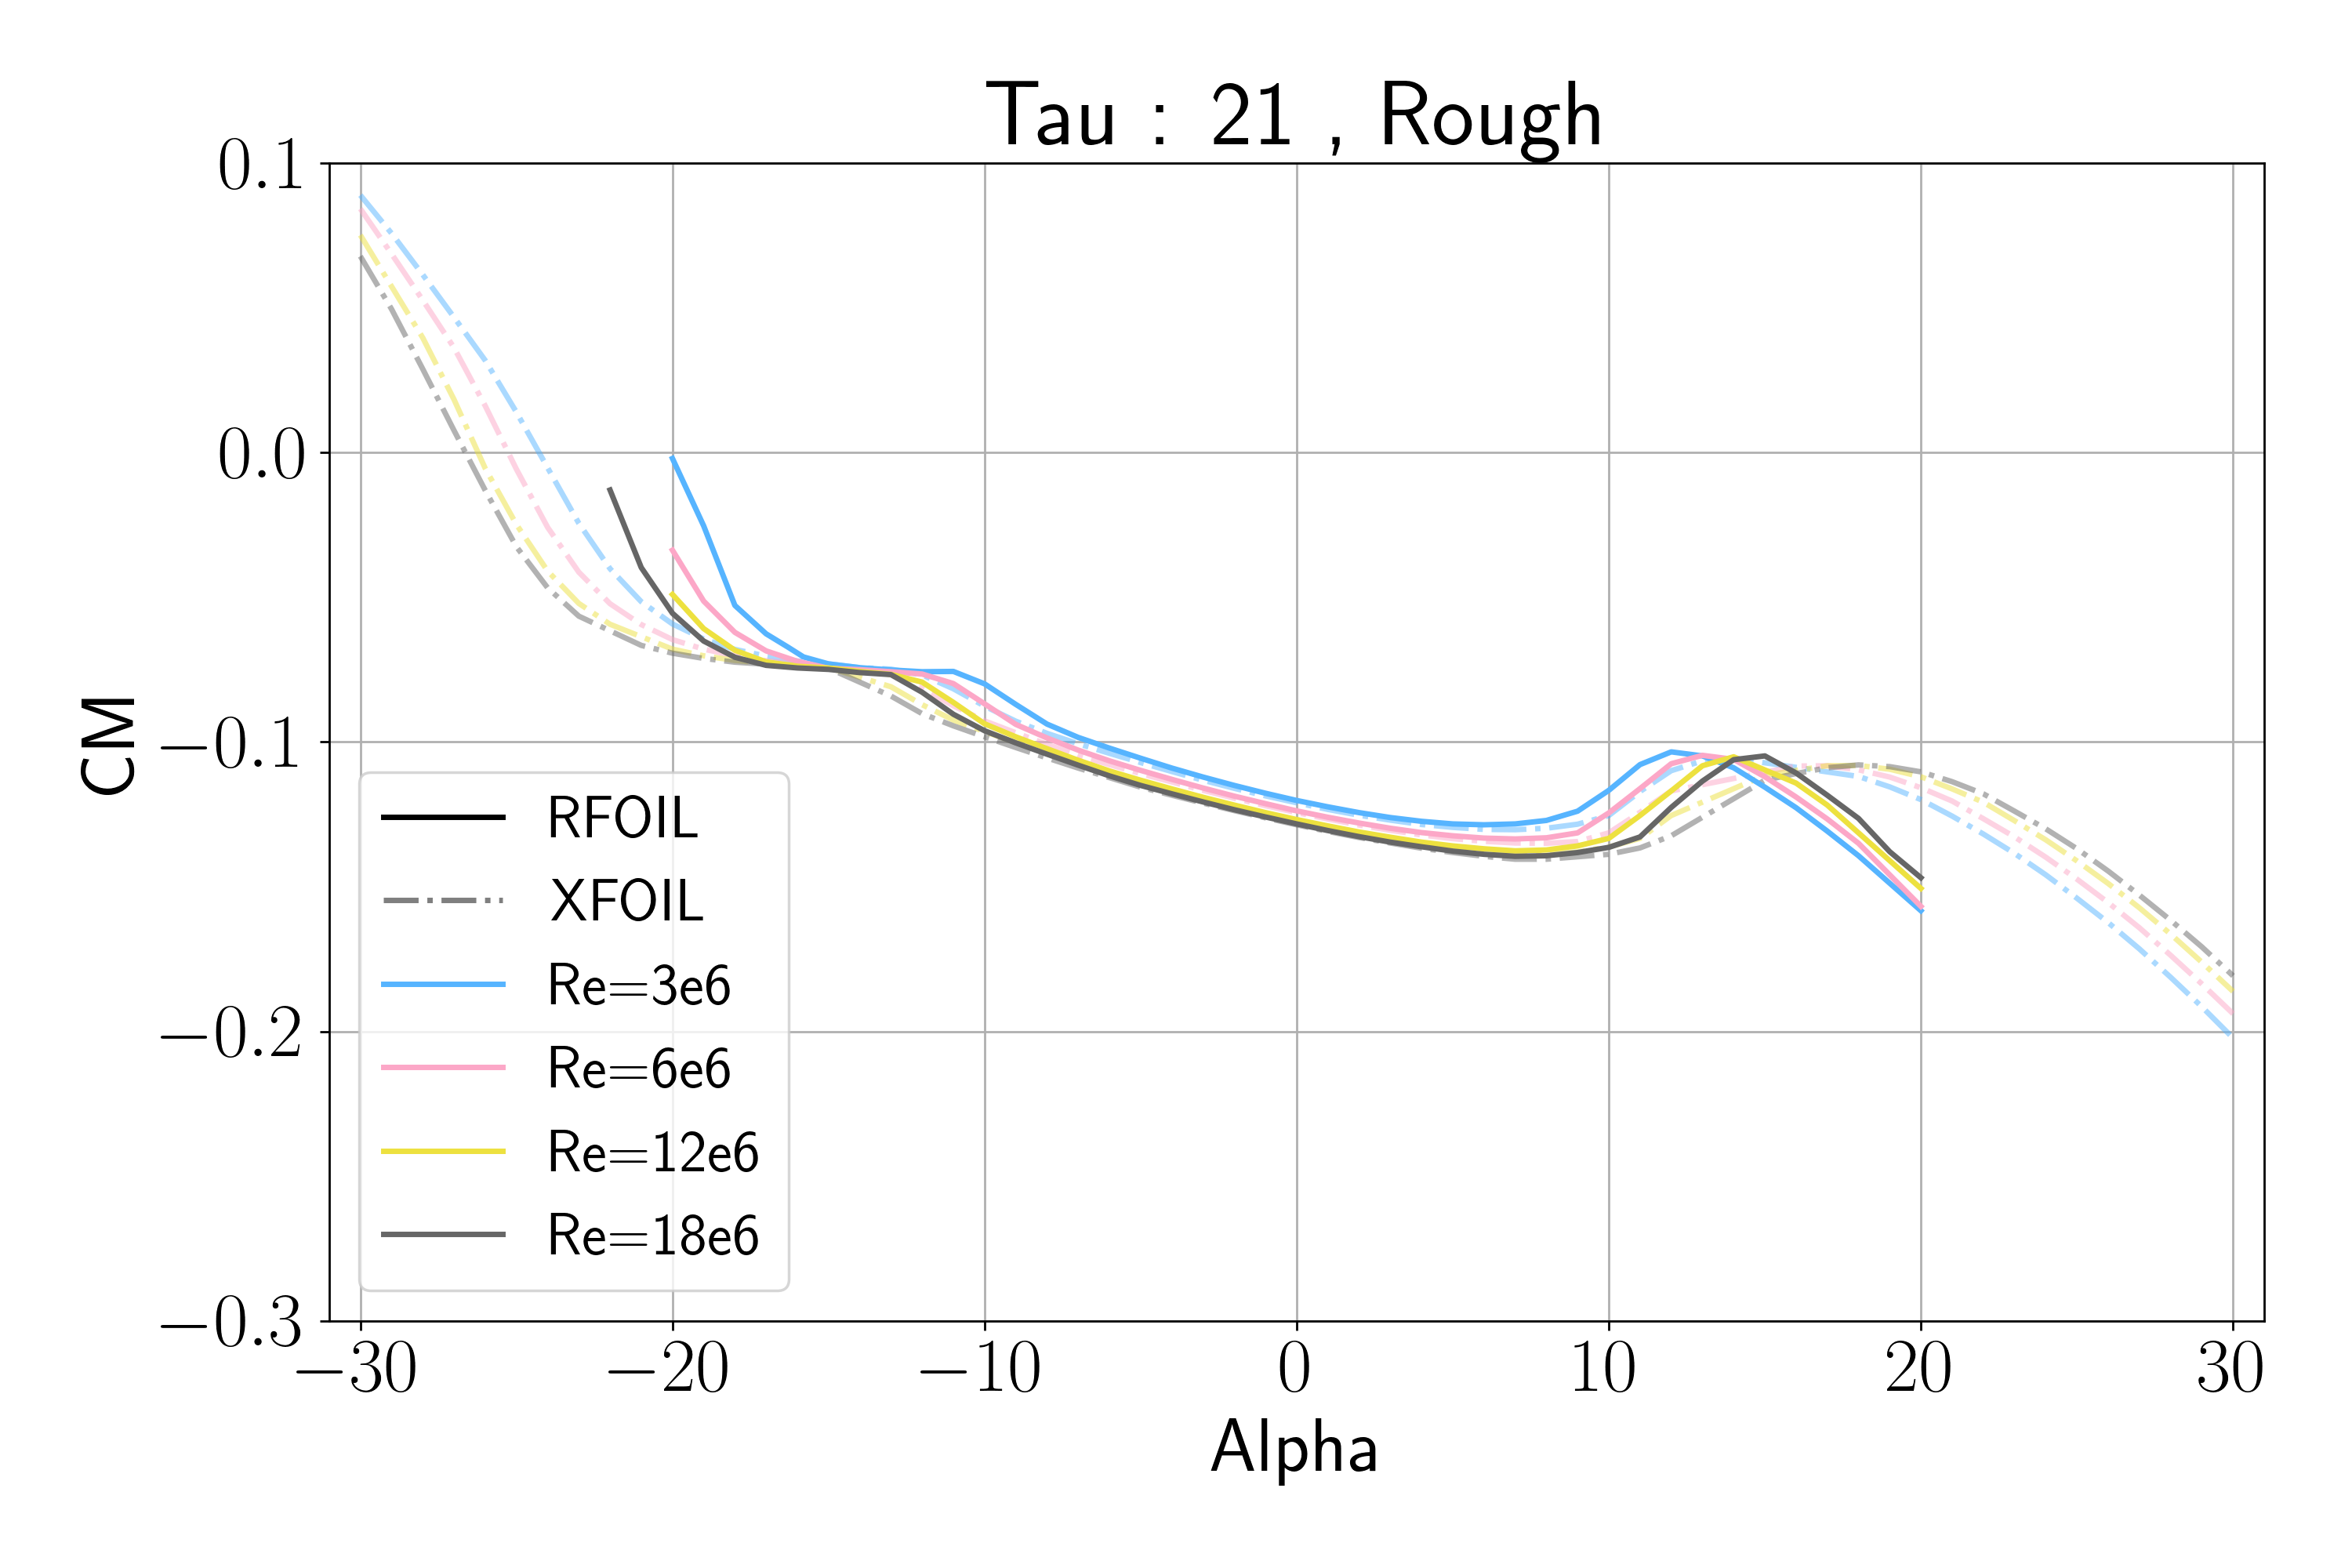 Tau : 21 , Rough
0.1
0.0
−0.1
−0.2
−0.3
CM
RFOIL
XFOIL
Re=3e6
Re=6e6
Re=12e6
Re=18e6
−30 −20 −10 0 10 20 30
Alpha